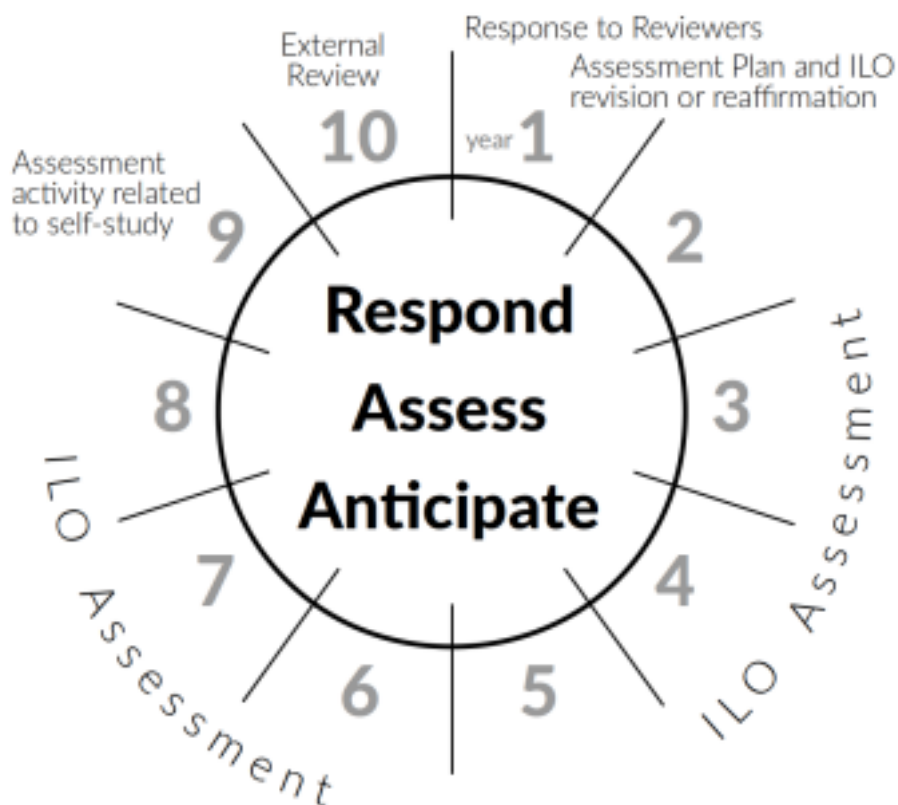 External
Review
10
Response to Reviewers
year 1
Assessment Plan and ILO
revision or reaffirmation
2
3
ILO Assessment
4
5
6
7
ILO Assessment
8
Assessment
activity related
to self-study
9
Respond
Assess
Anticipate